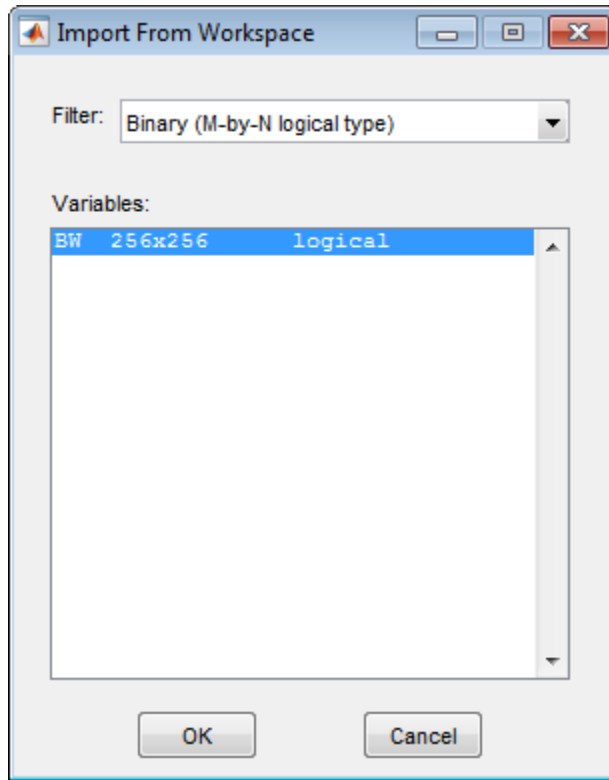 Import From Workspace
Filter: Binary (M-by-N logical type)
Variables:
BW 256x256 logical
OK Cancel